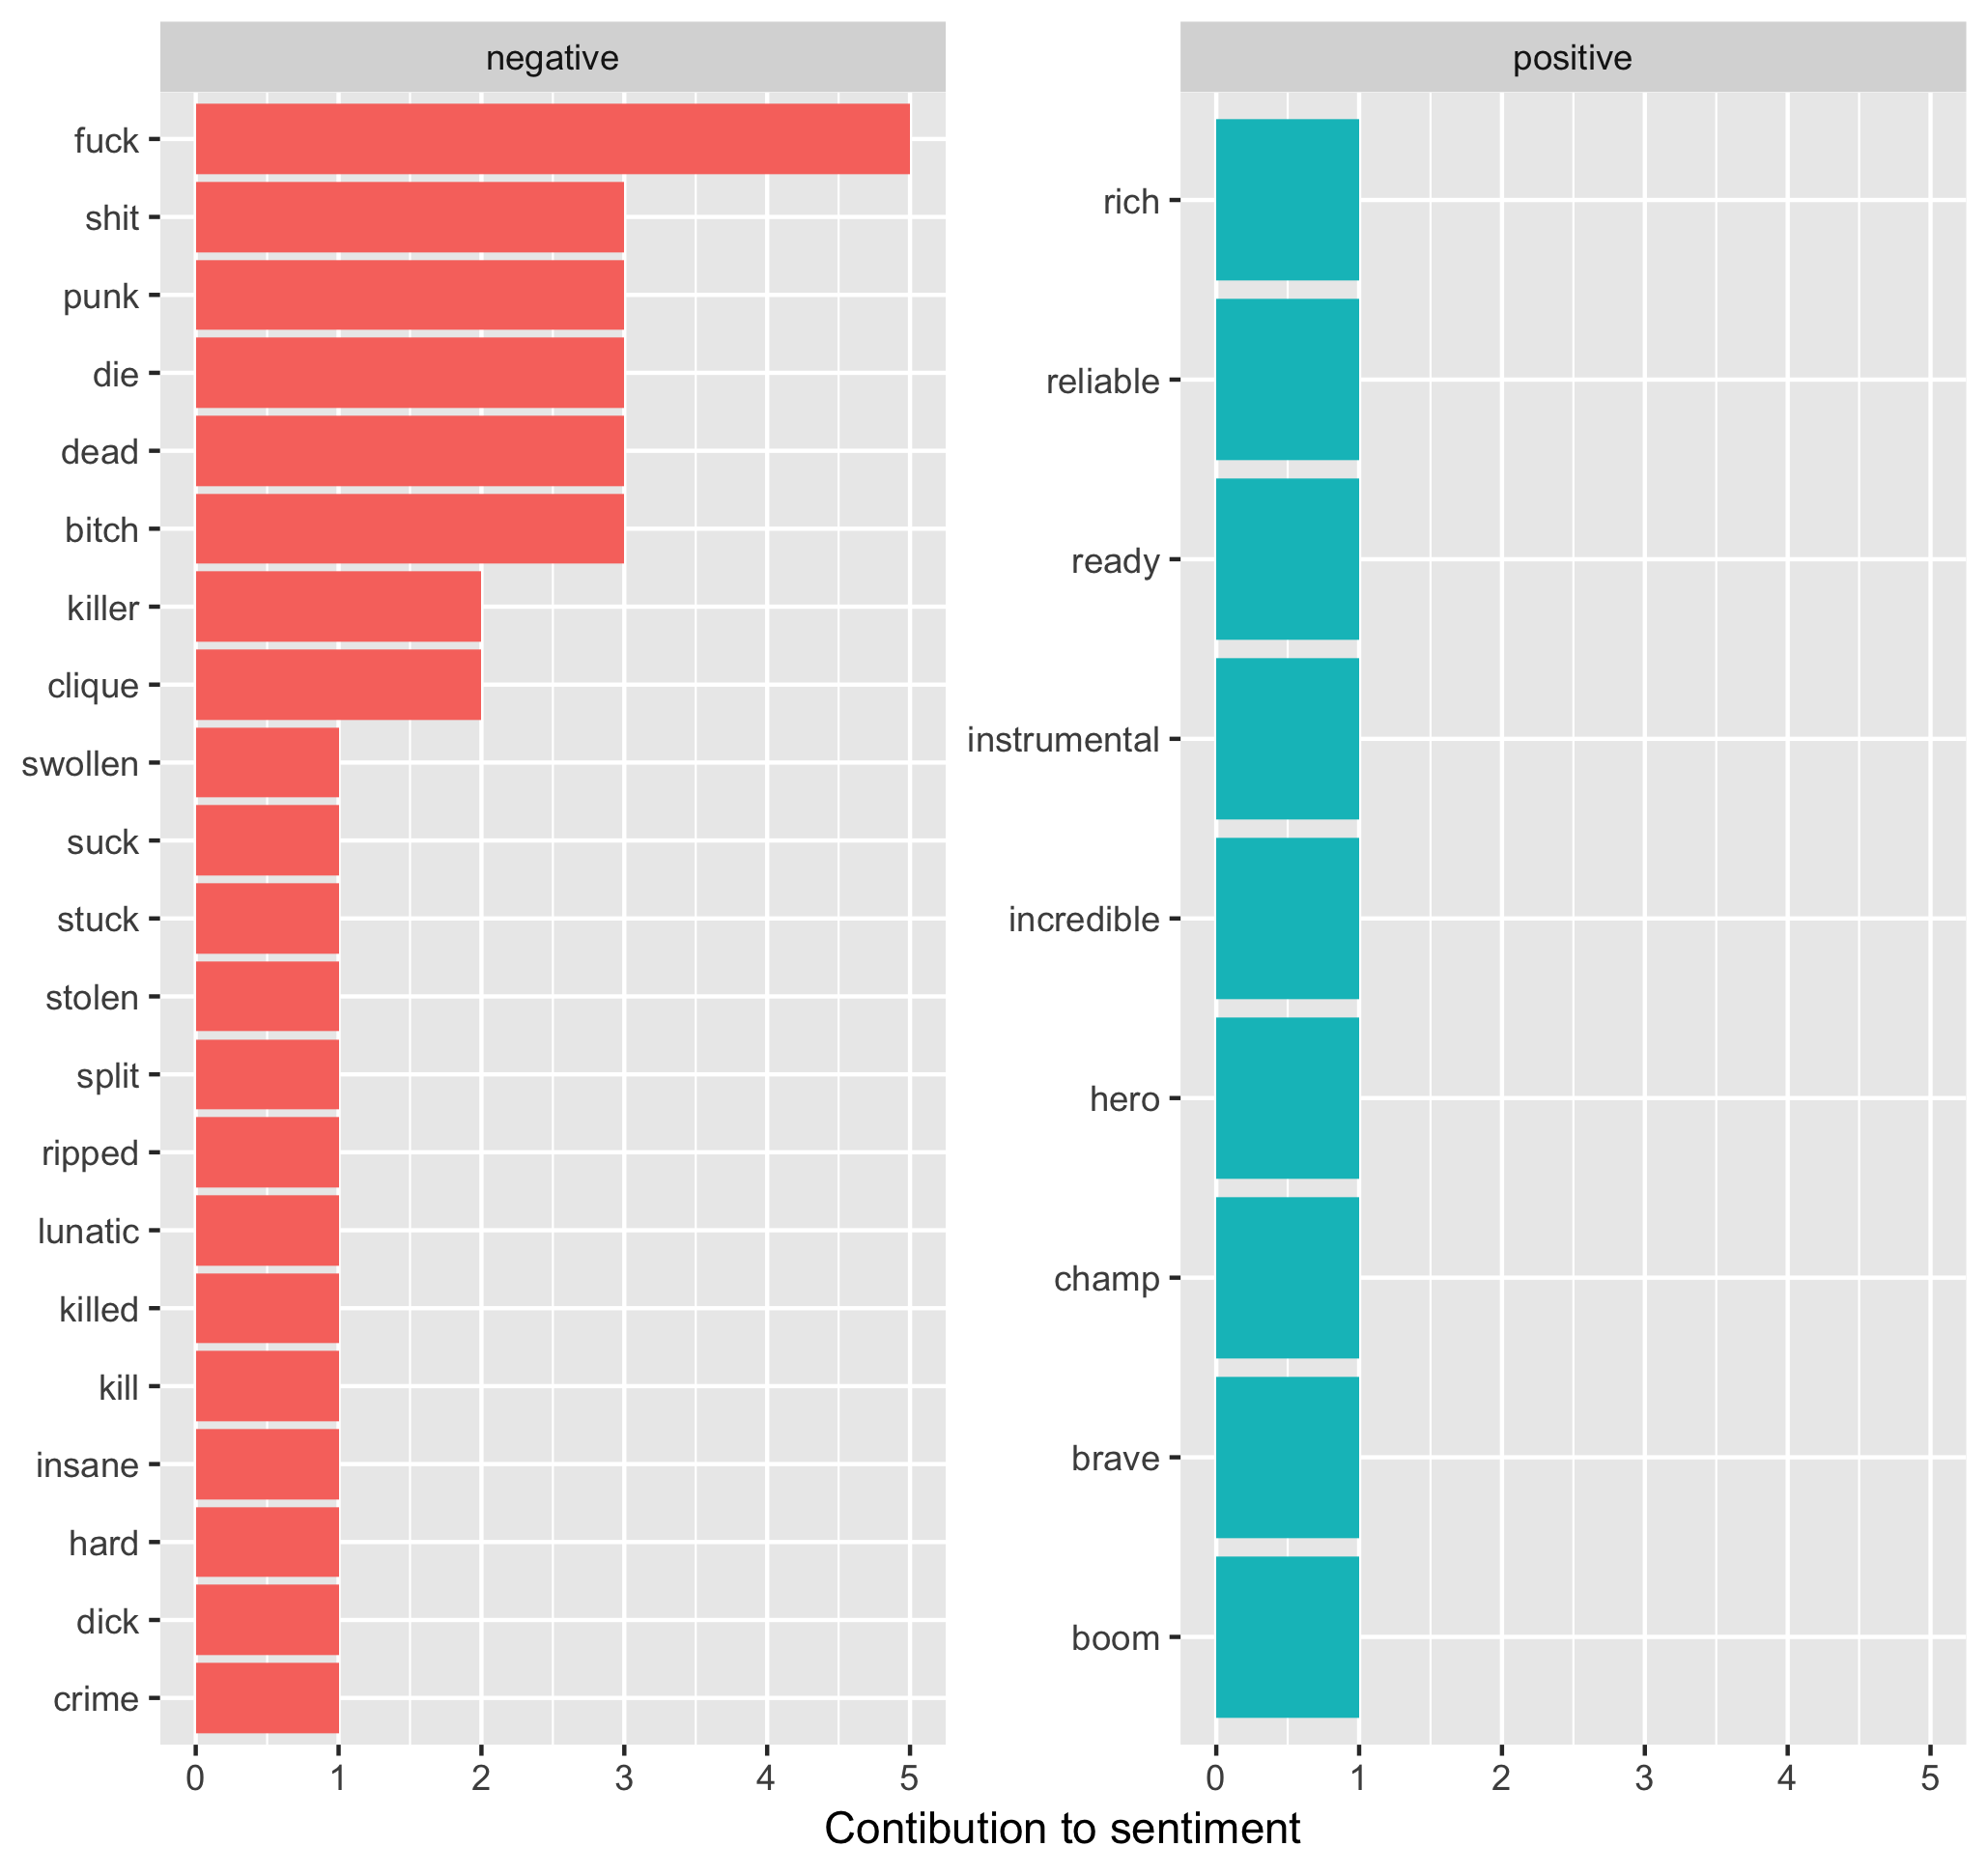 negative
fuck
shit
punk
die
dead
bitch
killer
clique
swollen
suck
stuck
stolen
split
ripped
lunatic
killed
kill
insane
hard
dick
crime
0 1 2 3 4 5
positive
rich
reliable
ready
instrumental
incredible
hero
champ
brave
boom
0 1 2 3 4 5
Contibution to sentiment